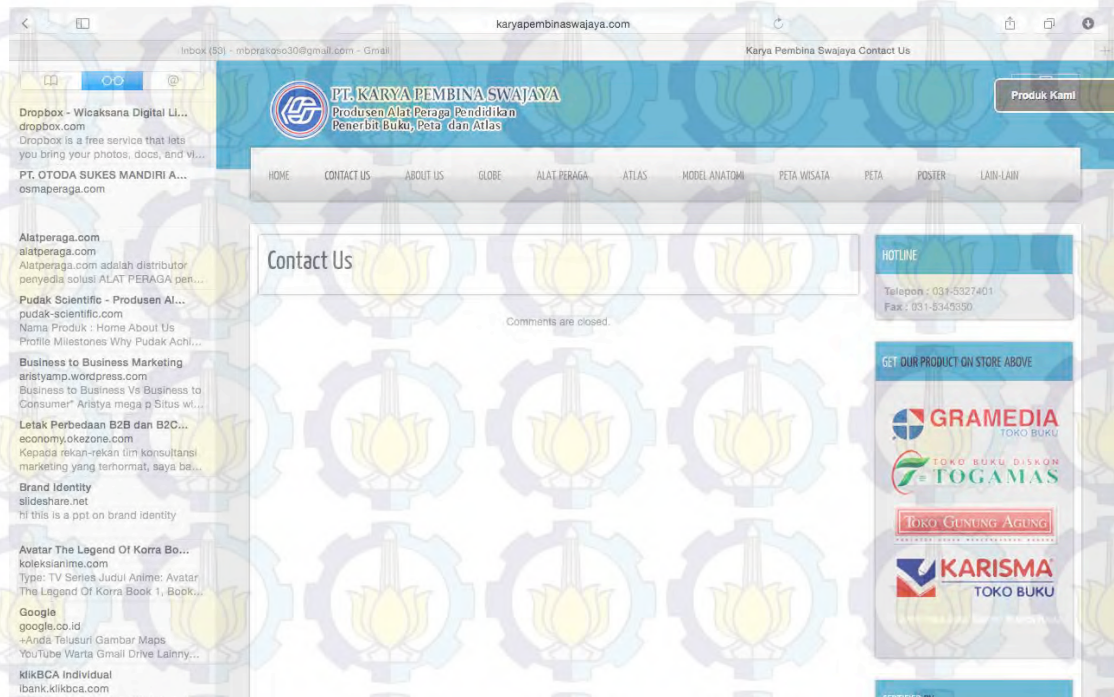 karyapembinaswajaya.com
Inbox (53) - mbprakoso30@gmail.com - Gmail
Karya Pembina Swajaya Contact Us
Dropbox - Wicaksana Digital Li...
dropbox.com
Dropbox is a free service that lets
you bring your photos, docs, and vi...
PT. OTODA SUKES MANDIRI A...
osmaperaga.com
Alatperaga.com
alatperaga.com
Alatperaga.com adalah distributor
penyedia solusi ALAT PERAGA pen...
Pudak Scientific - Produsen Al...
pudak-scientific.com
Nama Produk : Home About Us
Profile Milestones Why Pudak Achi...
Business to Business Marketing
aristyamp.wordpress.com
Business to Business Vs Business to
Consumer" Aristya mega p Situs wi...
Letak Perbedaan B2B dan B2C...
economy.okezone.com
Kepada rekan-rekan tim konsultansi
marketing yang terhormat, saya ba...
Brand identity
slideshare.net
hi this is a ppt on brand identity
Avatar The Legend Of Korra Bo...
koleksianime.com
Type: TV Series Judul Anime: Avatar
The Legend Of Korra Book 1, Book...
Google
google.co.id
+Anda Telusuri Gambar Maps
YouTube Warta Gmail Drive Lainny...
klikBCA Individual
ibank.klikbca.com
PT. KARYA PEMBINA SWAJAYA
Produsen Alat Peraga Pendidikan
Penerbit Buku, Peta dan Atlas
Produk Kami
HOME CONTACT US ABOUT US GLOBE ALAT PERAGA ATLAS MODEL ANATOMI PETA WISATA PETA POSTER LAIN-LAIN
Contact Us
Comments are closed.
HOTLINE
Telepon : 031-5327401
Fax : 031-5345350
GET OUR PRODUCT ON STORE ABOVE
GRAMEDIA
TOKO BUKU
TOKO BUKU DISKON
TOGAMAS
TOKO GUNUNG AGUNG
KARISMA
TOKO BUKU